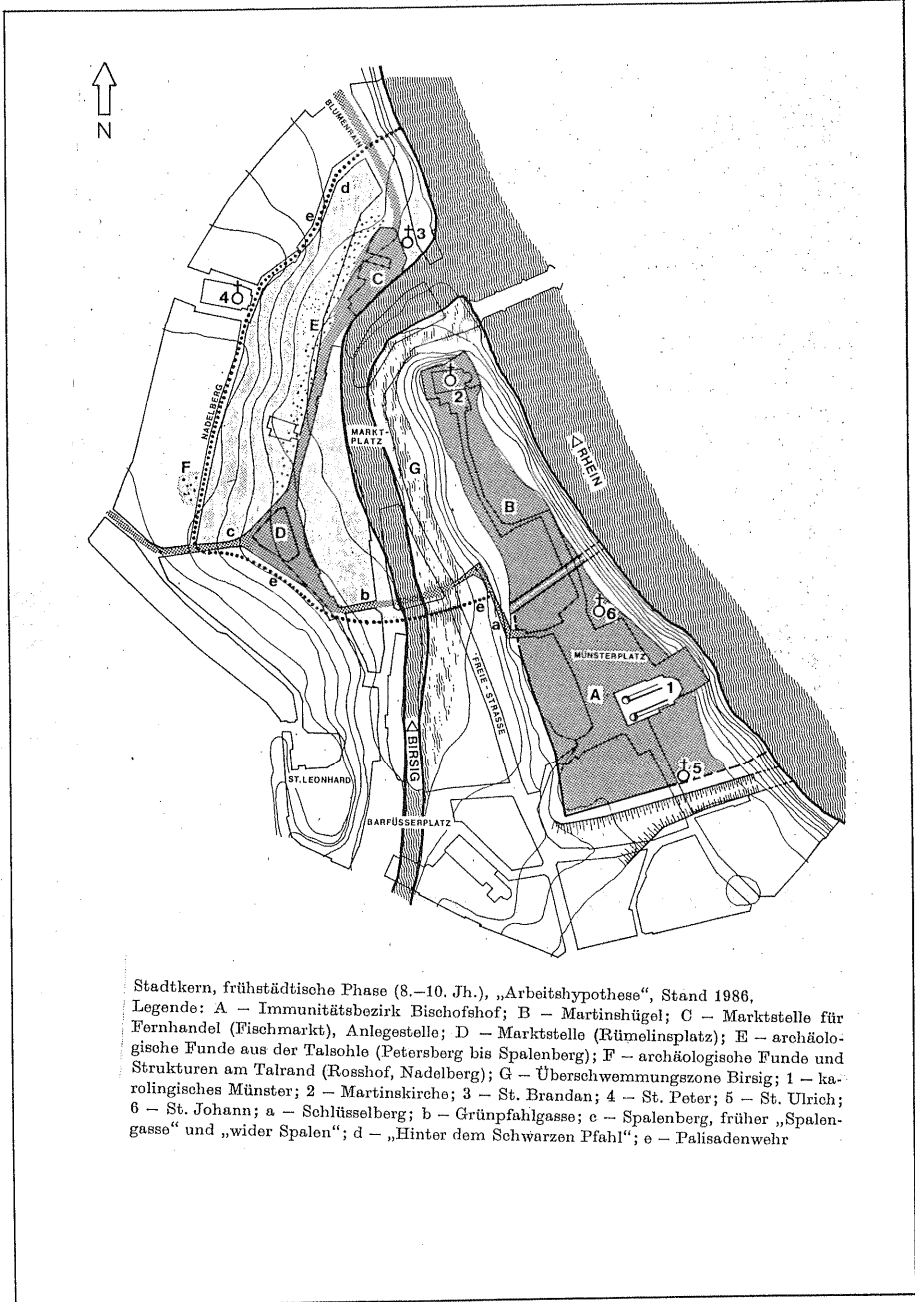 N
BLUMENRAIN
d
e
3
C
4
E
2
NADELBERG
MARKT-
PLATZ
RHEIN
G
F
B
c
D
e
b
e
a
6
MÜNSTERPLATZ
FREIE-STRASSE
A
1
BIRSIG
5
ST. LEONHARD
BARFÜSSERPLATZ
Stadtkern, frühstädtische Phase (8.–10. Jh.), „Arbeitshypothese“, Stand 1986,
Legende: A – Immunitätsbezirk Bischofshof; B – Martinshügel; C – Marktstelle für
Fernhandel (Fischmarkt), Anlegestelle; D – Marktstelle (Rümelinsplatz); E – archäolo-
gische Funde aus der Talsohle (Petersberg bis Spalenberg); F – archäologische Funde und
Strukturen am Talrand (Rosshof, Nadelberg); G – Überschwemmungszone Birsig; 1 – ka-
rolingisches Münster; 2 – Martinskirche; 3 – St. Brandan; 4 – St. Peter; 5 – St. Ulrich;
6 – St. Johann; a – Schlüsselberg; b – Grünpfahlgasse; c – Spalenberg, früher „Spalen-
gasse“ und „wider Spalen“; d – „Hinter dem Schwarzen Pfahl“; e – Palisadenwehr